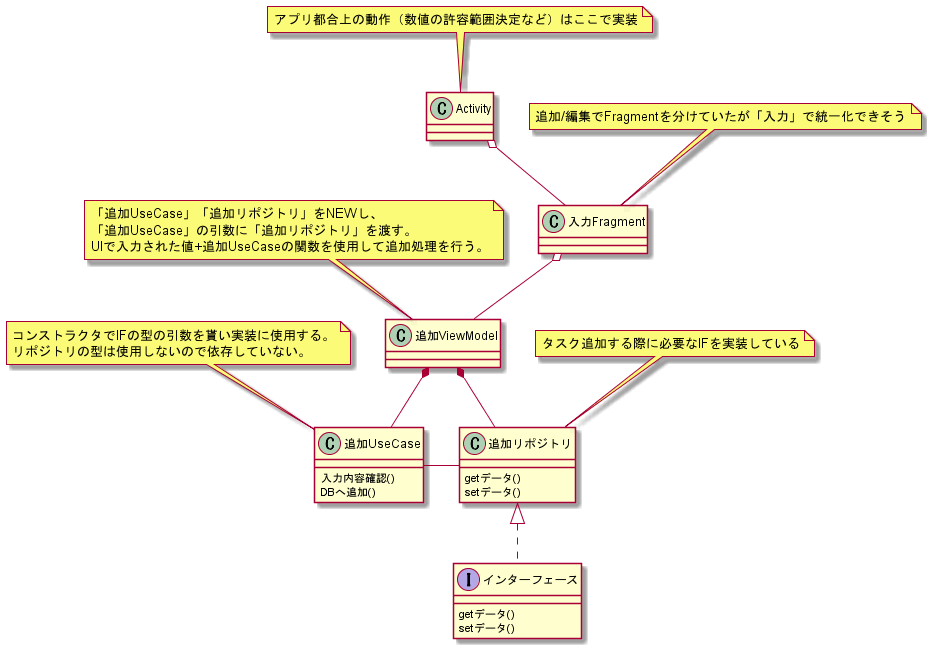 アプリ都合上の動作（数値の許容範囲決定など）はここで実装
C Activity
追加/編集でFragmentを分けていたが「入力」で統一化できそう
C 入力Fragment
「追加UseCase」「追加リポジトリ」をNEWし、
「追加UseCase」の引数に「追加リポジトリ」を渡す。
UIで入力された値+追加UseCaseの関数を使用して追加処理を行う。
C 追加ViewModel
コンストラクタでIFの型の引数を貰い実装に使用する。
リポジトリの型は使用しないので依存していない。
タスク追加する際に必要なIFを実装している
C 追加UseCase
入力内容確認()
DBへ追加()
C 追加リポジトリ
getデータ()
setデータ()
I インターフェース
getデータ()
setデータ()